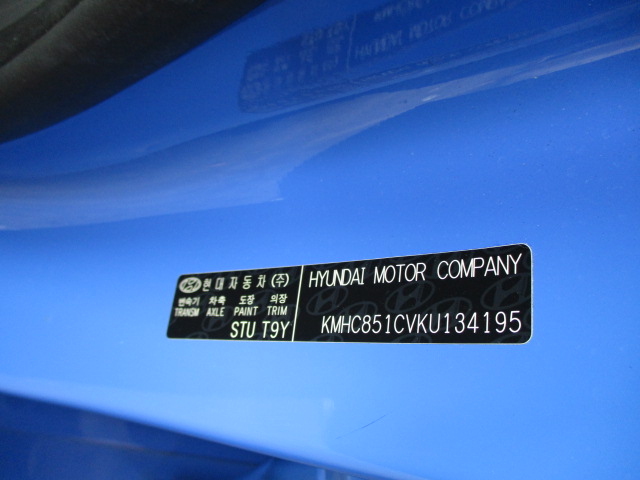 현대자동차(주)
변속기 차축 도장 의장
TRANSM AXLE PAINT TRIM
STU T9Y
HYUNDAI MOTOR COMPANY
KMHC851CVKU134195